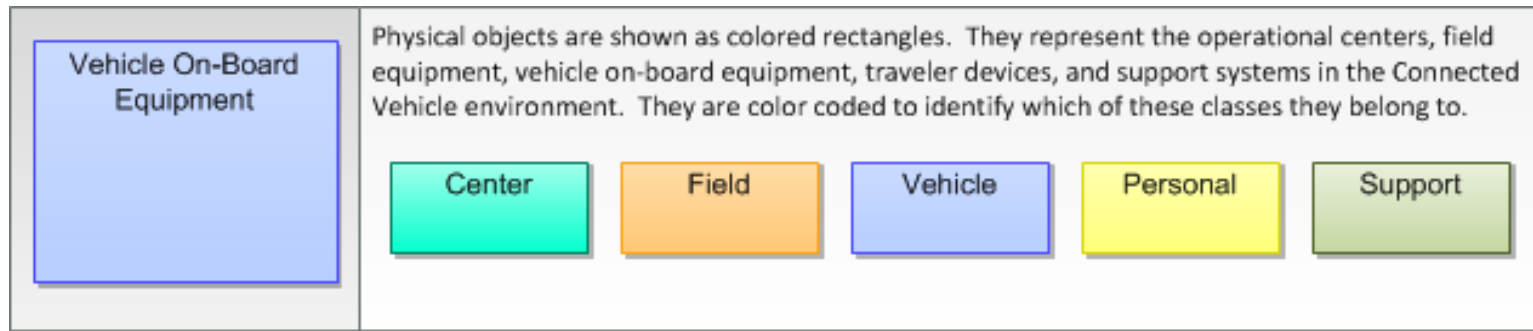 Vehicle On-Board
Equipment
Physical objects are shown as colored rectangles.  They represent the operational centers, field
equipment, vehicle on-board equipment, traveler devices, and support systems in the Connected
Vehicle environment.  They are color coded to identify which of these classes they belong to.
Center
Field
Vehicle
Personal
Support